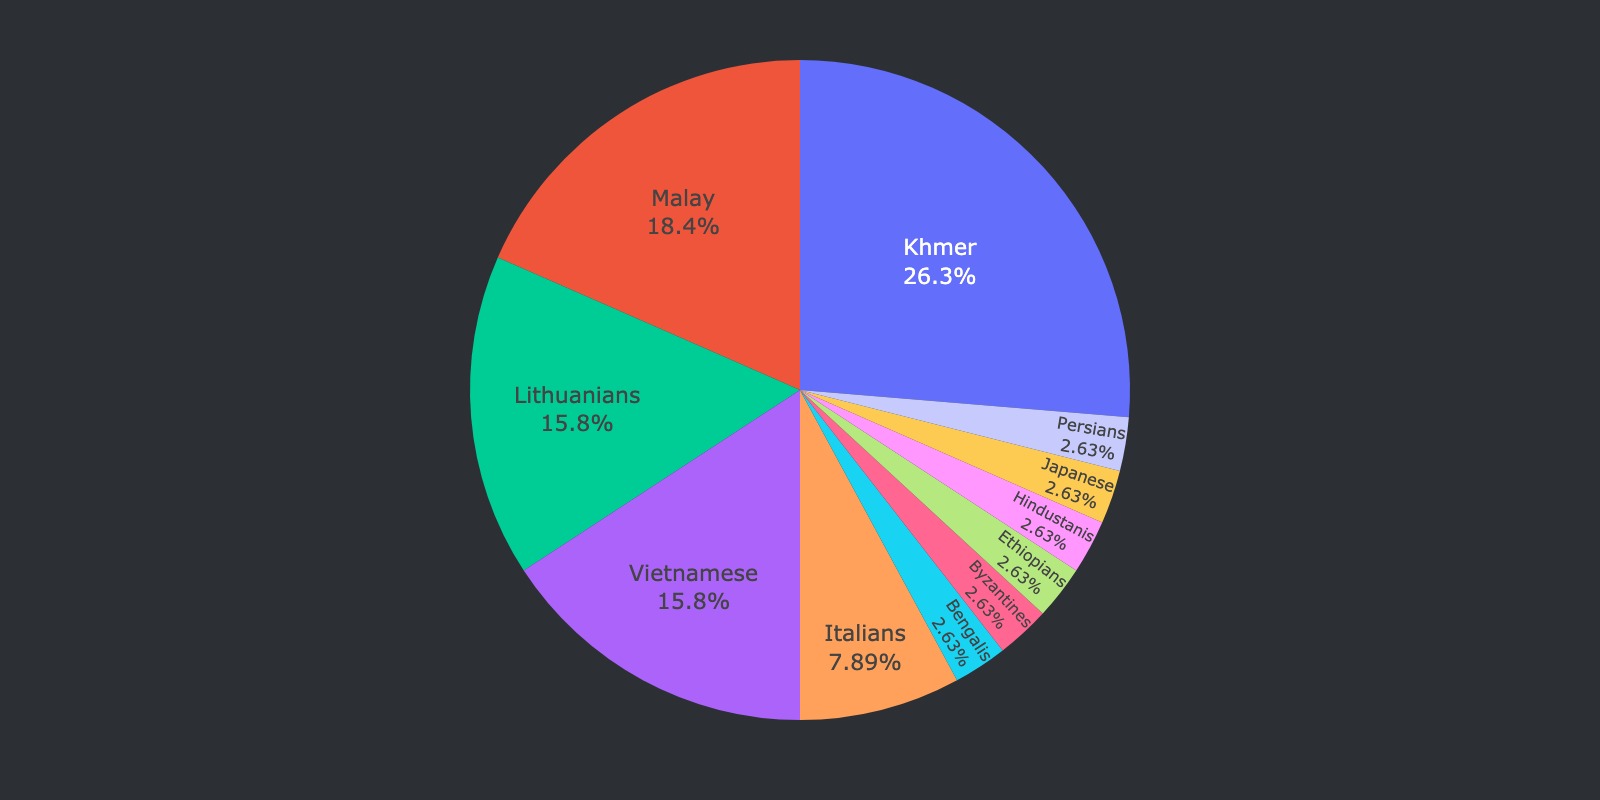 Khmer
26.3%
Malay
18.4%
Lithuanians
15.8%
Vietnamese
15.8%
Italians
7.89%
Bengalis
2.63%
Byzantines
2.63%
Ethiopians
2.63%
Hindustanis
2.63%
Japanese
2.63%
Persians
2.63%